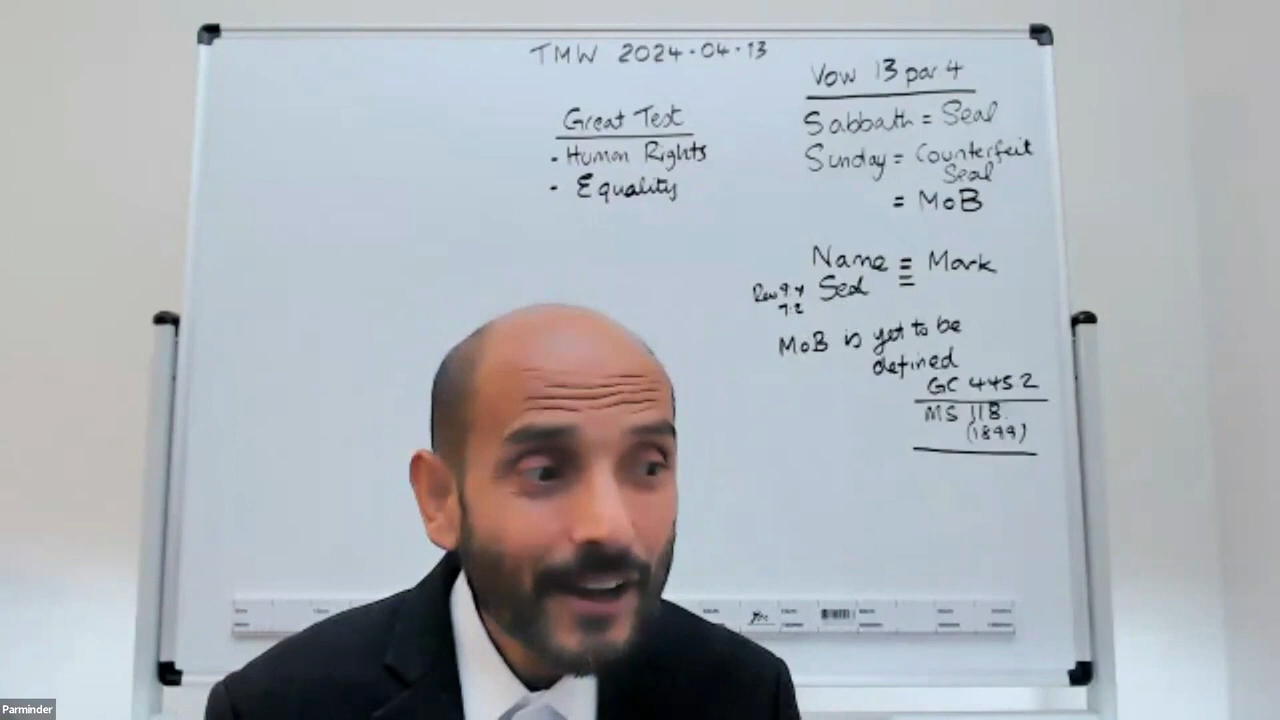 TMW 2024.04.13
Great Test
· Human Rights
· Equality
Vow 13 par 4
Sabbath = Seal
Sunday = Counterfeit
Seal
= MoB
Name = Mark
Rev 9:4 Seal =
7:2
MoB is yet to be
defined
GC 445 2
MS 118.
(1899)
Parminder